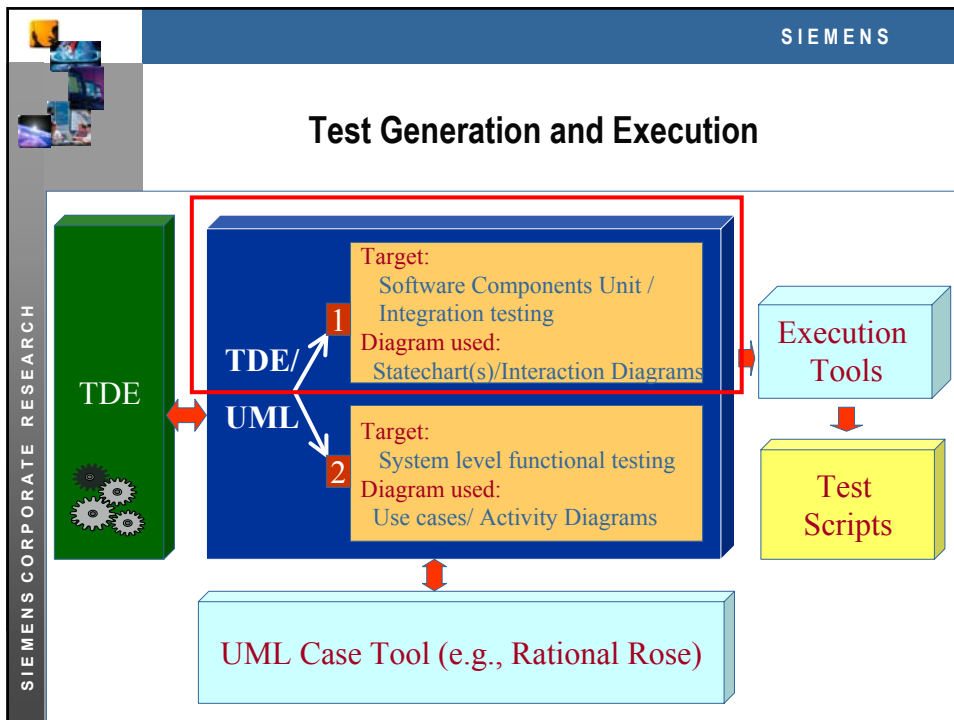 SIEMENS
Test Generation and Execution
SIEMENS CORPORATE RESEARCH
TDE
TDE/
UML
1
Target:
Software Components Unit /
Integration testing
Diagram used:
Statechart(s)/Interaction Diagrams
2
Target:
System level functional testing
Diagram used:
Use cases/ Activity Diagrams
Execution
Tools
Test
Scripts
UML Case Tool (e.g., Rational Rose)